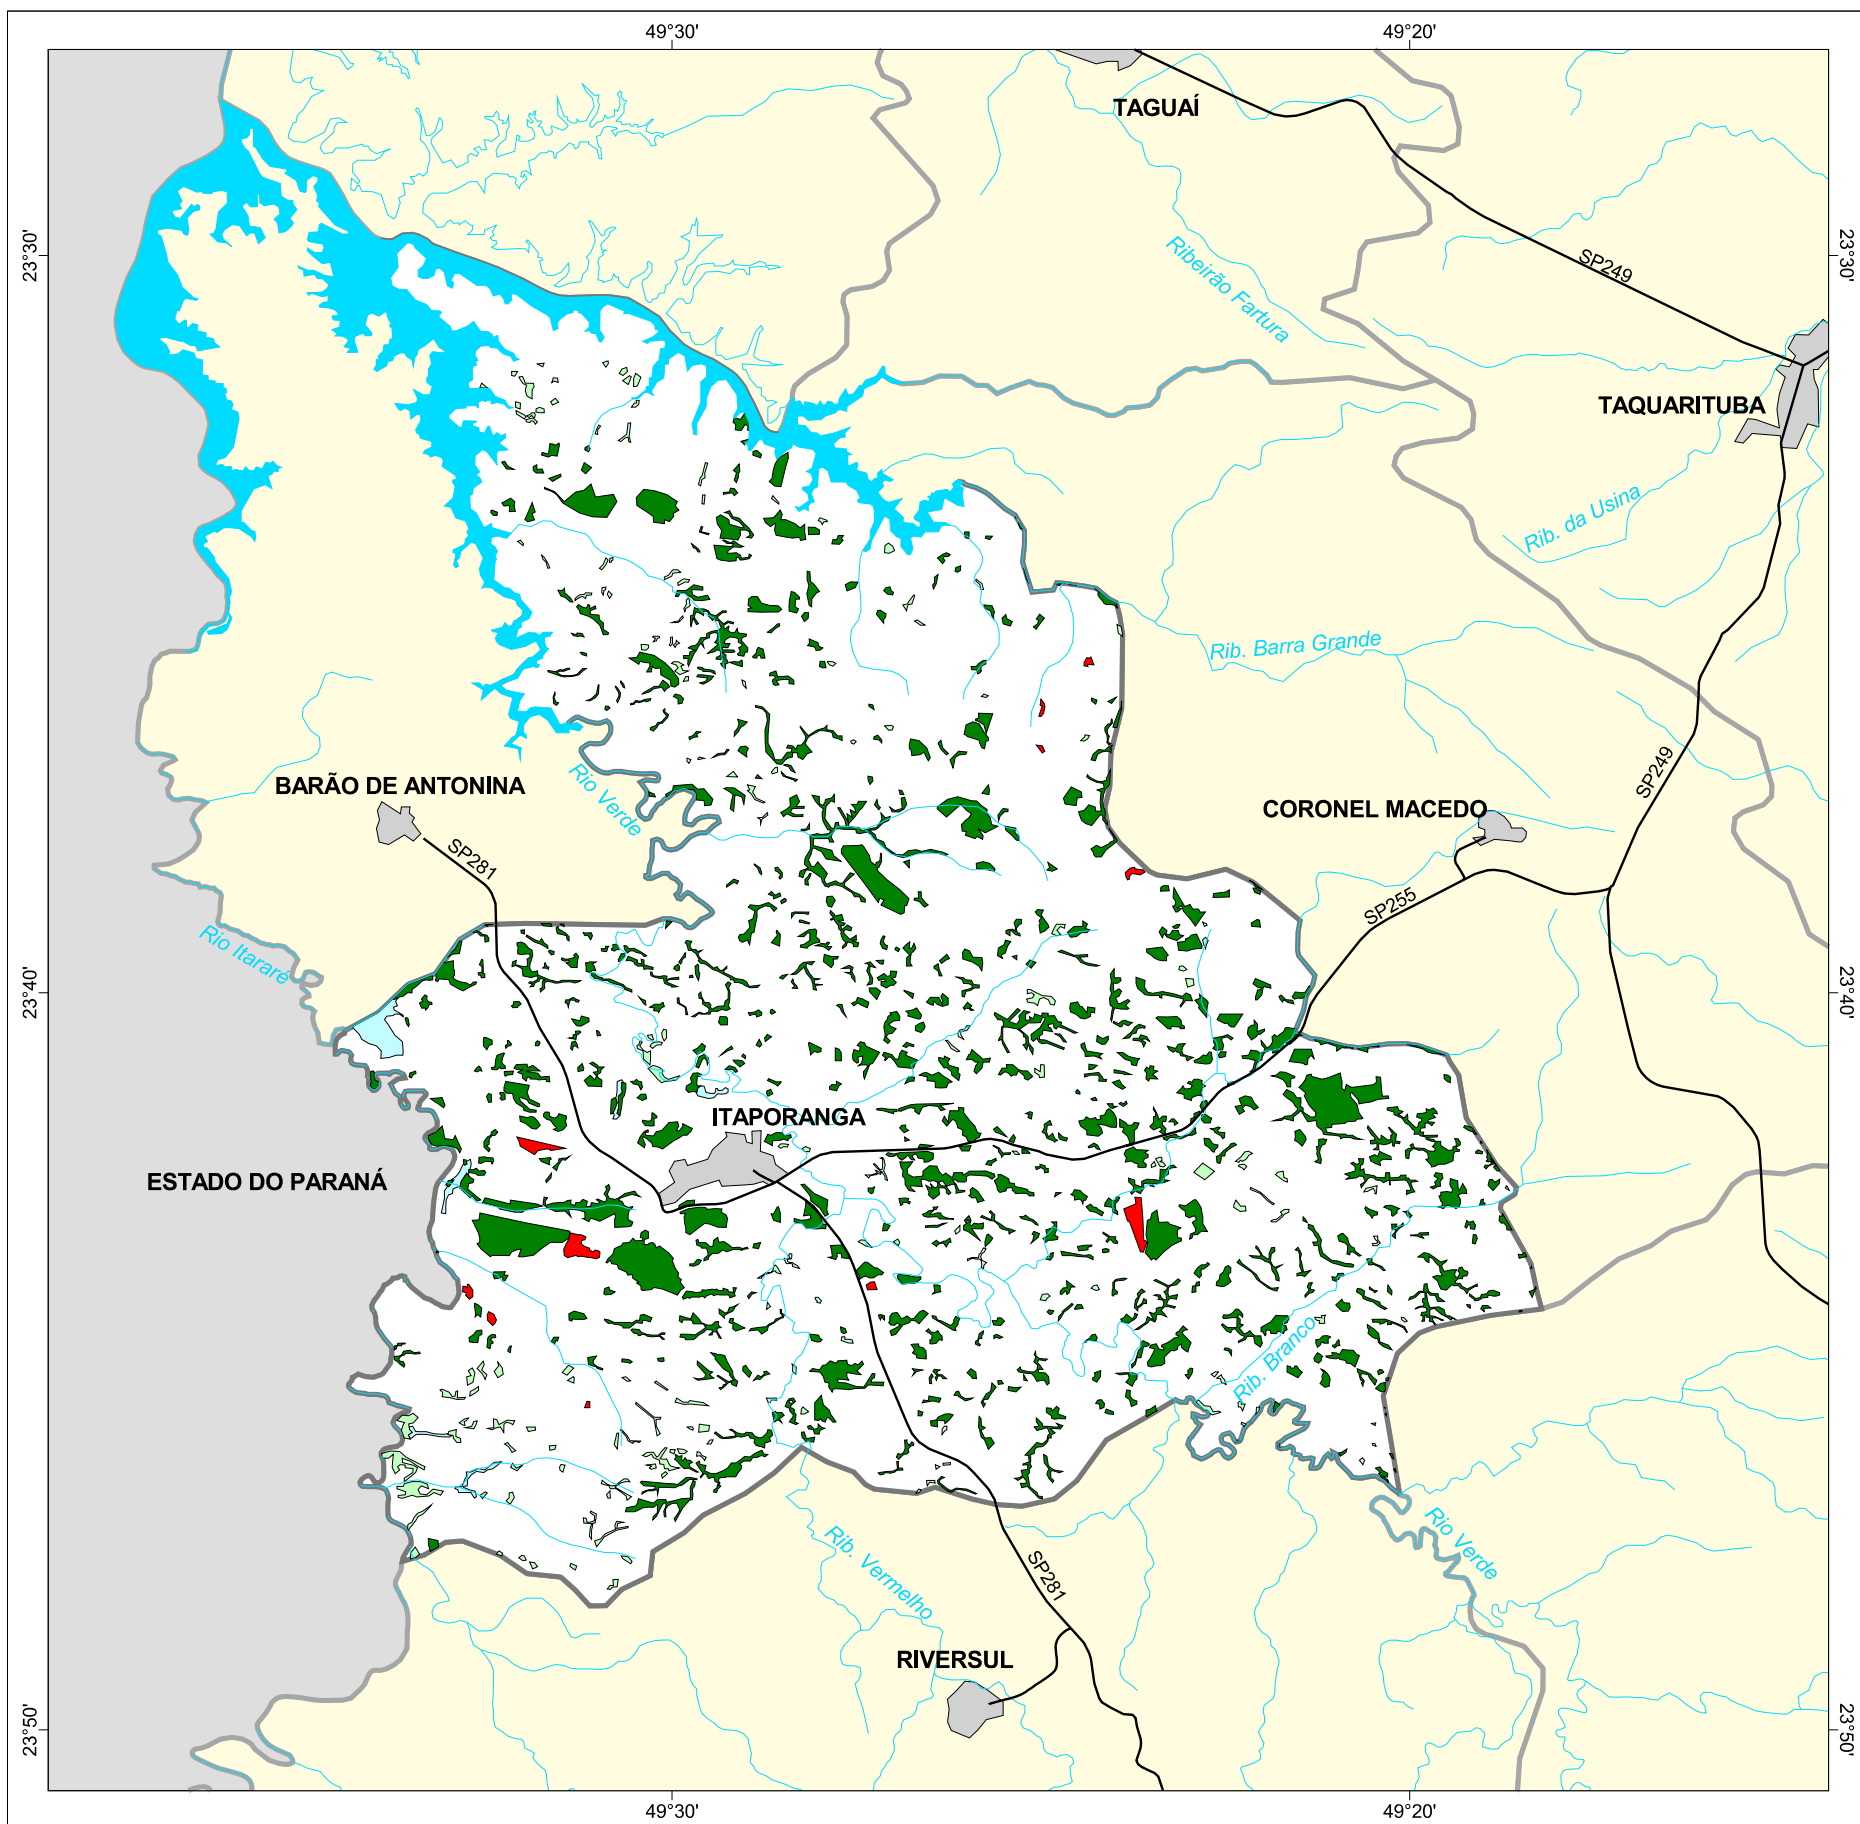 49°30'
49°20'
TAGUAÍ
23°30'
23°30'
SP249
Ribeirão Fartura
TAQUARITUBA
Rib. da Usina
Rib. Barra Grande
SP249
BARÃO DE ANTONINA
Rio Verde
CORONEL MACEDO
SP281
SP255
Rio Itararé
23°40'
23°40'
ITAPORANGA
ESTADO DO PARANÁ
Rib. Branco
Rio Verde
Rib. Vermelho
SP281
RIVERSUL
23°50'
23°50'
49°30'
49°20'